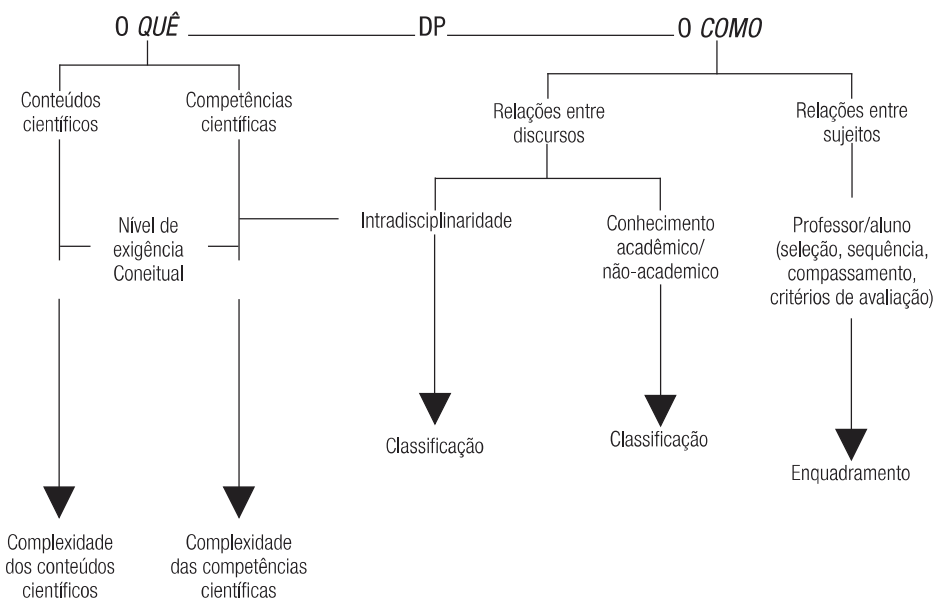 O QUÊ DP O COMO
Conteúdos
científicos
Competências
científicas
Relações entre
discursos
Relações entre
sujeitos
Nível de
exigência
Coneitual
Intradisciplinaridade
Conhecimento
acadêmico/
não-academico
Professor/aluno
(seleção, sequência,
compassamento,
critérios de avaliação)
Classificação
Classificação
Enquadramento
Complexidade
dos conteúdos
científicos
Complexidade
das competências
científicas